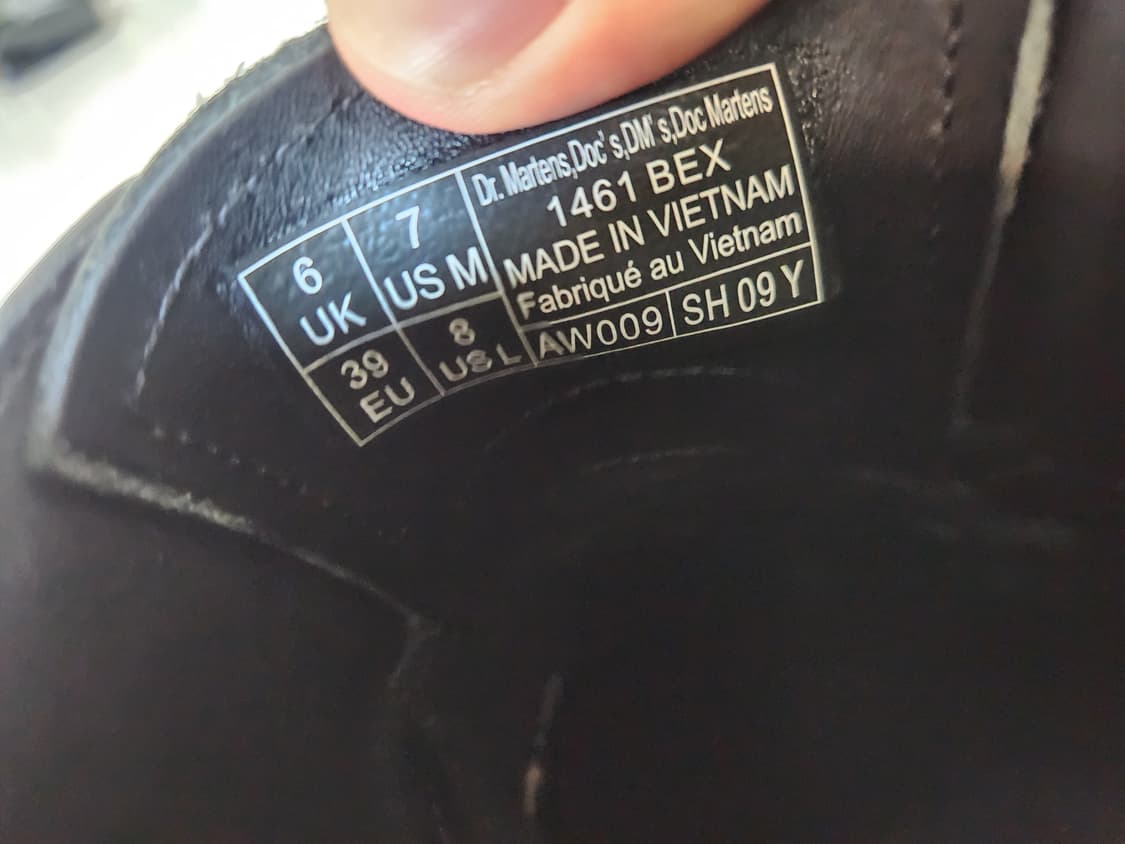 6
UK
7
US M
39
EU
8
US L
Dr. Martens,Doc' s,DM' s,Doc Martens
1461 BEX
MADE IN VIETNAM
Fabriqué au Vietnam
AW009
SH 09 Y